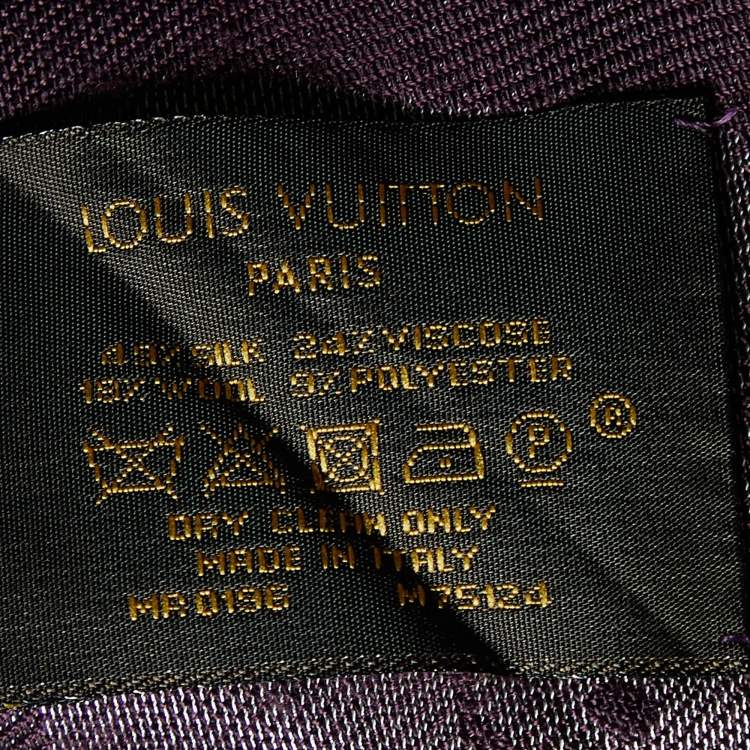 LOUIS VUITTON
PARIS
49% SILK 24% VISCOSE
18% WOOL 9% POLYESTER
P ®
DRY CLEAN ONLY
MADE IN ITALY
MR0196 M75134